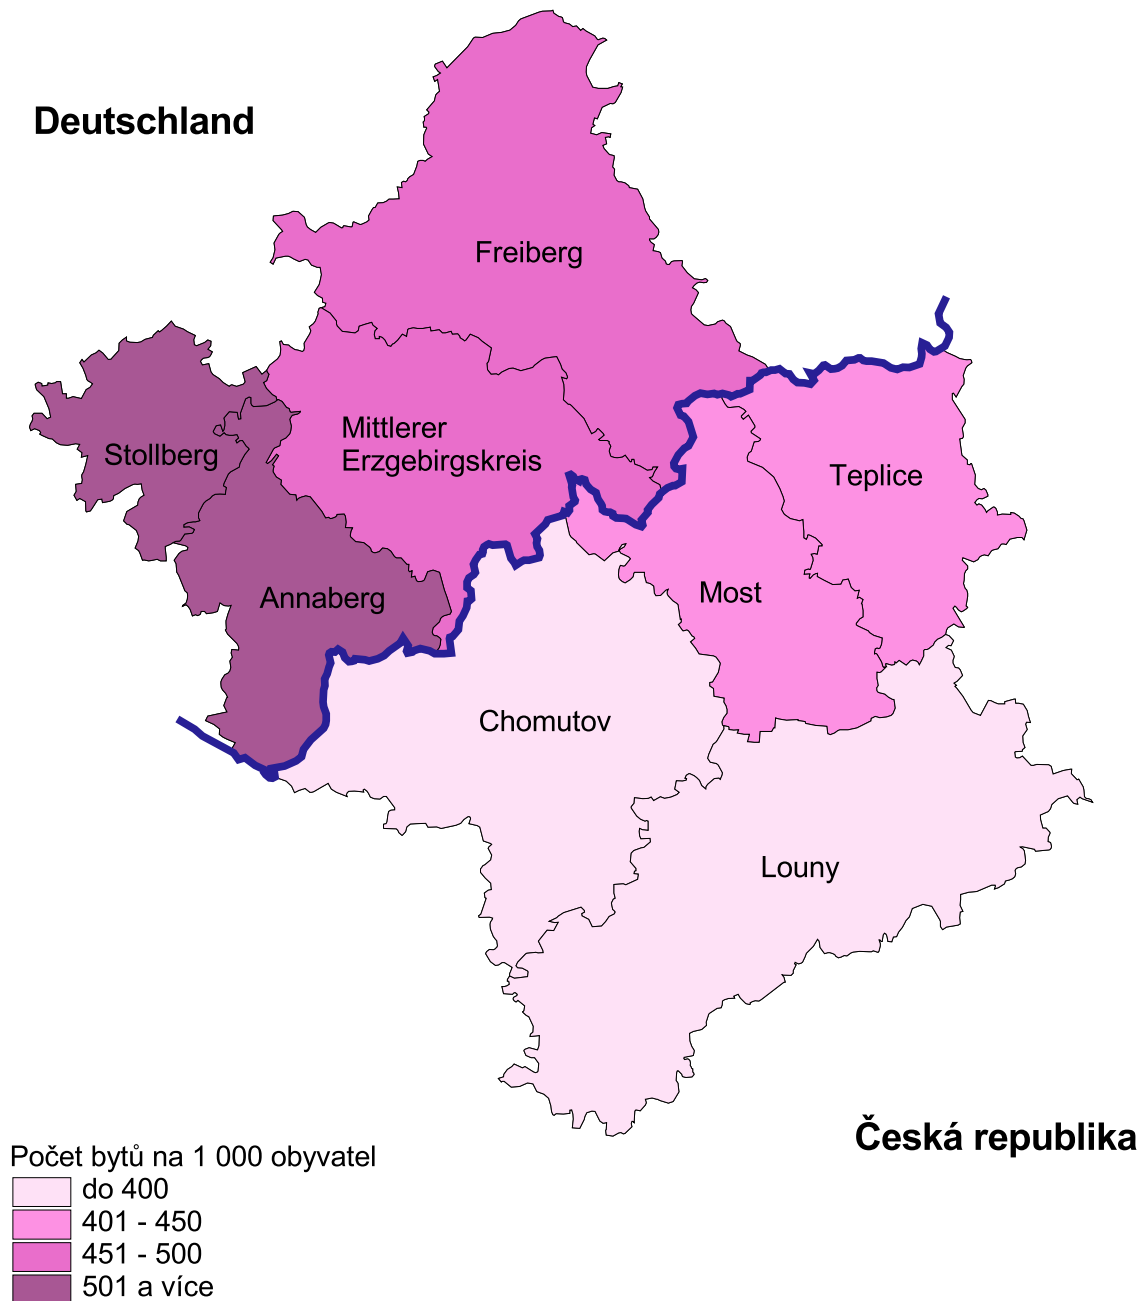 Deutschland
Freiberg
Mittlerer
Erzgebirgskreis
Stollberg
Teplice
Annaberg
Most
Chomutov
Louny
Česká republika
Počet bytů na 1 000 obyvatel
do 400
401 - 450
451 - 500
501 a více